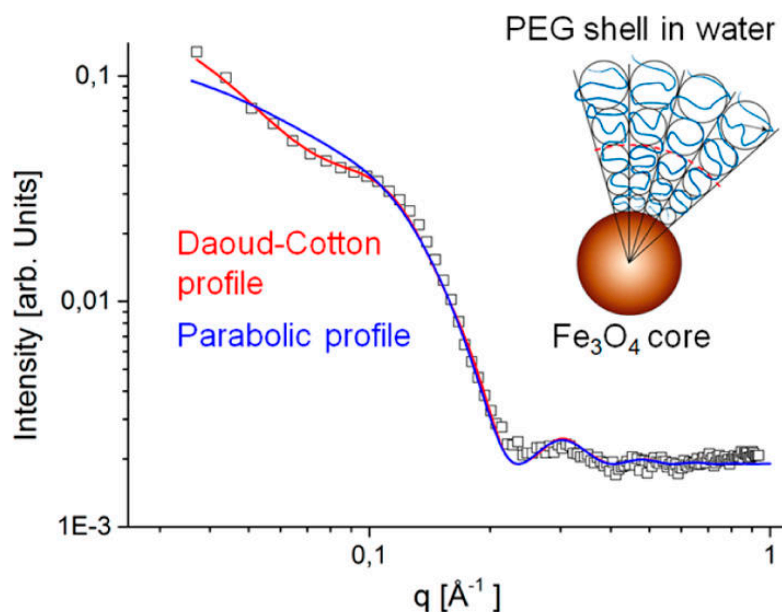 PEG shell in water
0,1
Intensity [arb. Units]
Daoud-Cotton
profile
Parabolic profile
0,01
Fe₃O₄ core
1E-3
0,1
1
q [Å⁻¹]